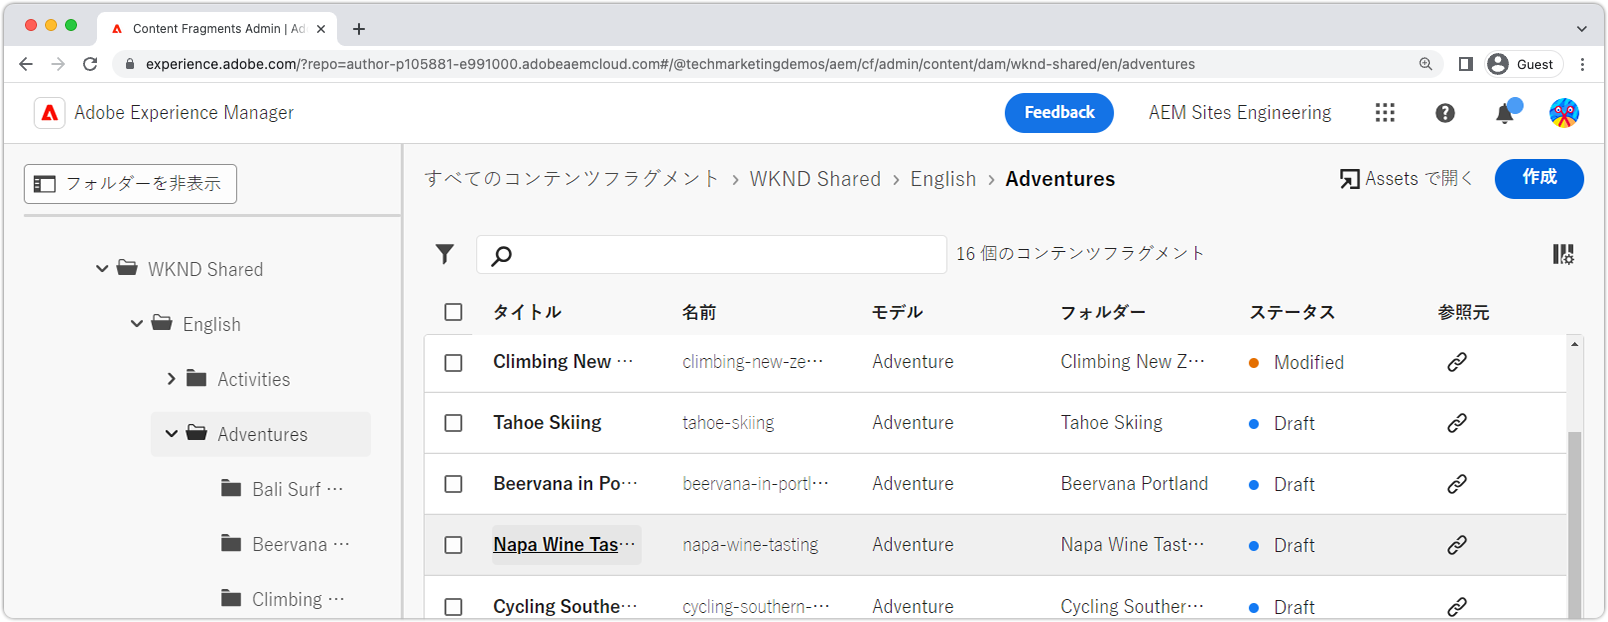 Content Fragments Admin | Ad
experience.adobe.com/?repo=author-p105881-e991000.adobeaemcloud.com#/@techmarketingdemos/aem/cf/admin/content/dam/wknd-shared/en/adventures
Guest
Adobe Experience Manager
Feedback
AEM Sites Engineering
フォルダーを非表示
すべてのコンテンツフラグメント › WKND Shared › English › Adventures
Assets で開く
作成
16 個のコンテンツフラグメント
WKND Shared
English
Activities
Adventures
Bali Surf ···
Beervana ···
Climbing ···
タイトル 名前 モデル フォルダー ステータス 参照元
Climbing New ··· climbing-new-ze··· Adventure Climbing New Z··· Modified
Tahoe Skiing tahoe-skiing Adventure Tahoe Skiing Draft
Beervana in Po··· beervana-in-portl··· Adventure Beervana Portland Draft
Napa Wine Tas··· napa-wine-tasting Adventure Napa Wine Tast··· Draft
Cycling Southe··· cycling-southern-··· Adventure Cycling Souther··· Draft